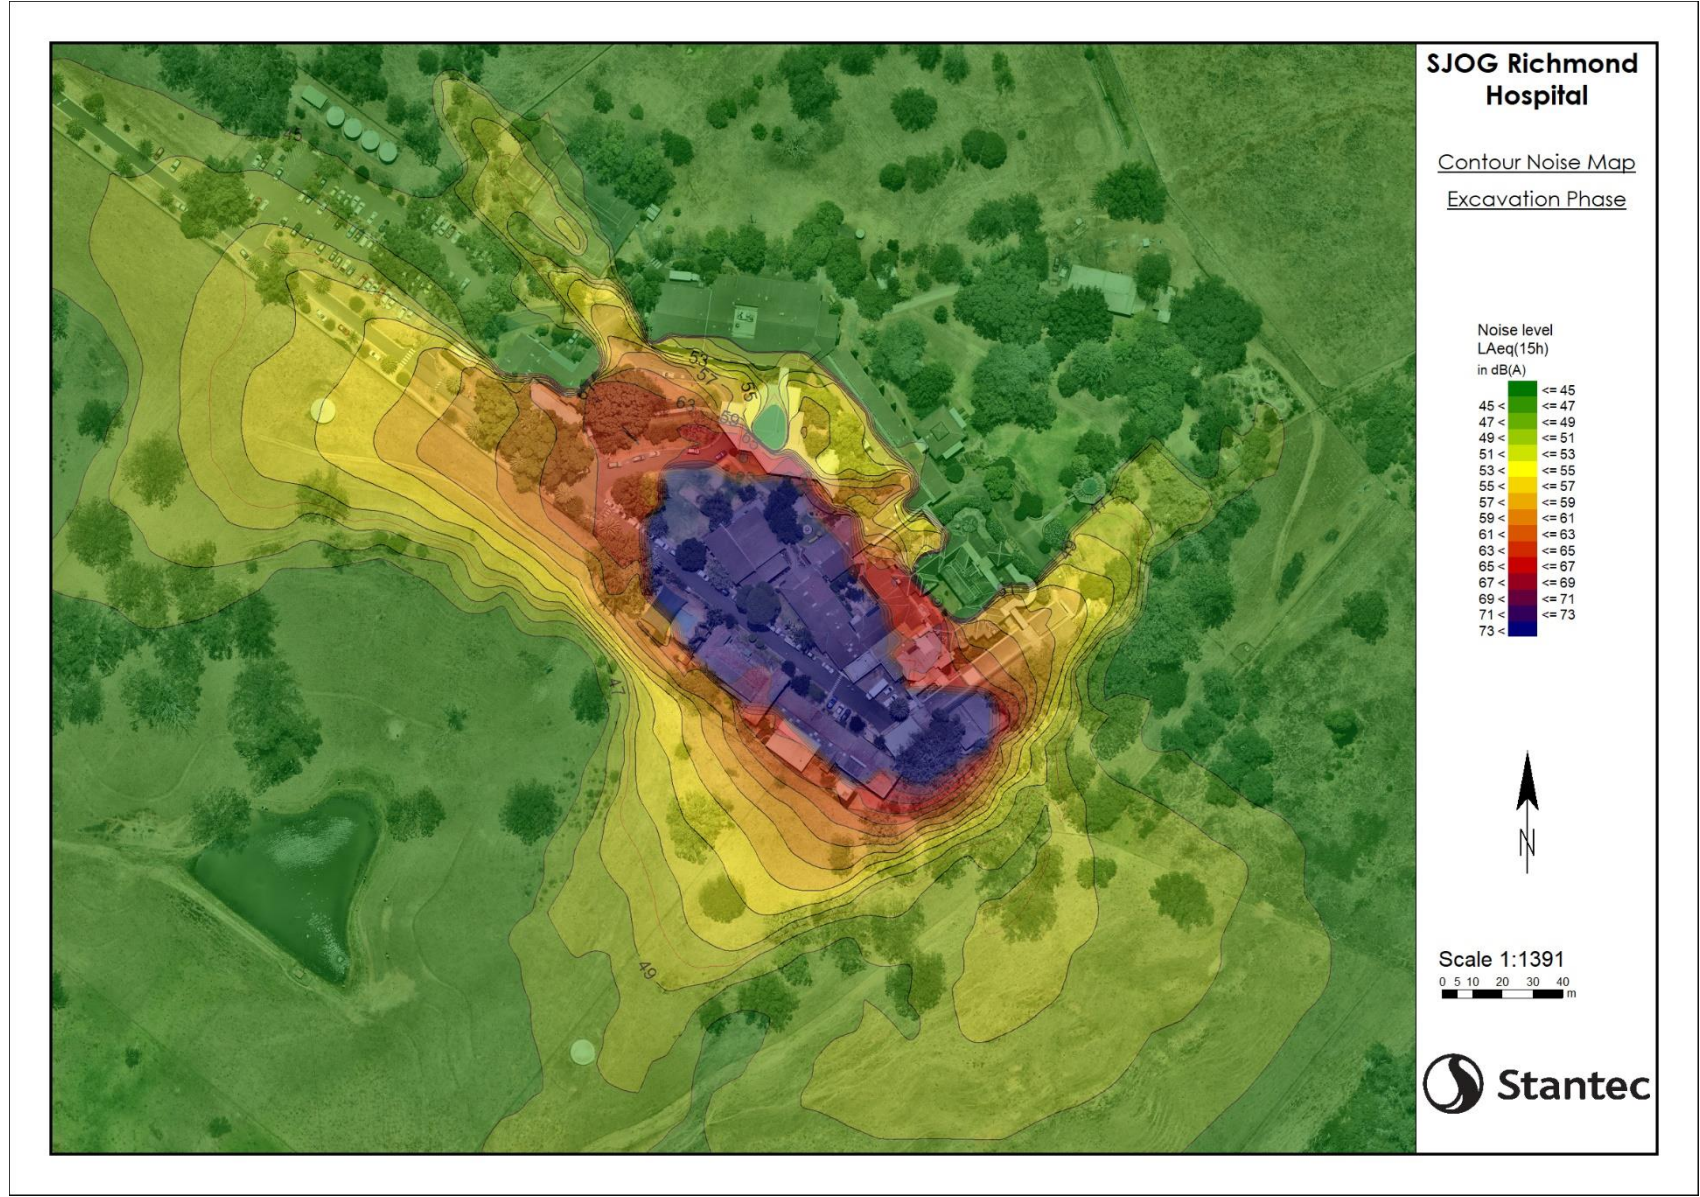 SJOG Richmond
Hospital
Contour Noise Map
Excavation Phase
Noise level
LAeq(15h)
in dB(A)
<= 45
45 < <= 47
47 < <= 49
49 < <= 51
51 < <= 53
53 < <= 55
55 < <= 57
57 < <= 59
59 < <= 61
61 < <= 63
63 < <= 65
65 < <= 67
67 < <= 69
69 < <= 71
71 < <= 73
73 <
N
Scale 1:1391
0 5 10 20 30 40
m
Stantec
53
57
55
63
59
47
49